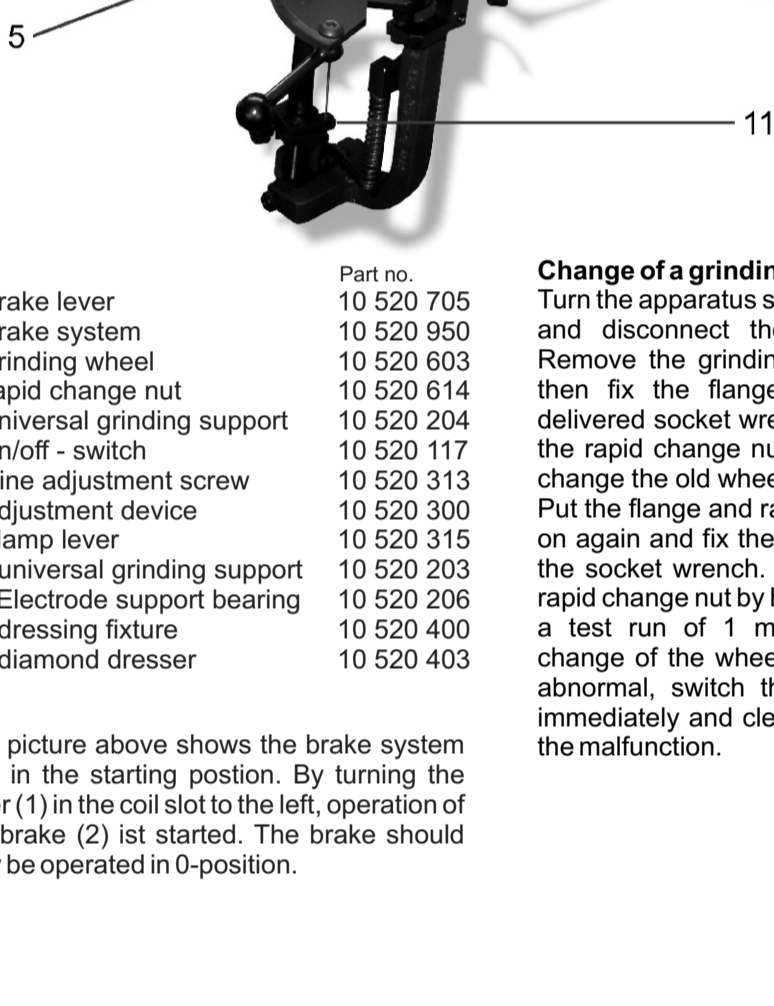 5
11
Part no.
rake lever 10 520 705
rake system 10 520 950
rinding wheel 10 520 603
apid change nut 10 520 614
niversal grinding support 10 520 204
n/off - switch 10 520 117
ine adjustment screw 10 520 313
djustment device 10 520 300
lamp lever 10 520 315
universal grinding support 10 520 203
Electrode support bearing 10 520 206
dressing fixture 10 520 400
diamond dresser 10 520 403
picture above shows the brake system
in the starting postion. By turning the
r (1) in the coil slot to the left, operation of
brake (2) ist started. The brake should
be operated in 0-position.
Change of a grindin
Turn the apparatus s
and disconnect th
Remove the grindin
then fix the flange
delivered socket wre
the rapid change nu
change the old whee
Put the flange and ra
on again and fix the
the socket wrench.
rapid change nut by
a test run of 1 m
change of the whee
abnormal, switch th
immediately and cle
the malfunction.